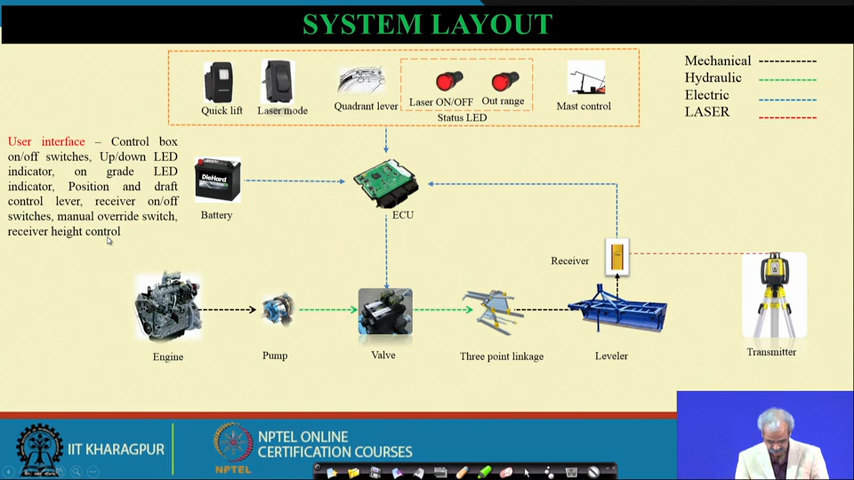 SYSTEM LAYOUT
Quick lift
Laser mode
Quadrant lever
Laser ON/OFF
Out range
Status LED
Mast control
Mechanical
Hydraulic
Electric
LASER
User interface – Control box
on/off switches, Up/down LED
indicator, on grade LED
indicator, Position and draft
control lever, receiver on/off
switches, manual override switch,
receiver height control
DieHard
Battery
ECU
Receiver
Engine
Pump
Valve
Three point linkage
Leveler
Transmitter
IIT KHARAGPUR
NPTEL
NPTEL ONLINE
CERTIFICATION COURSES